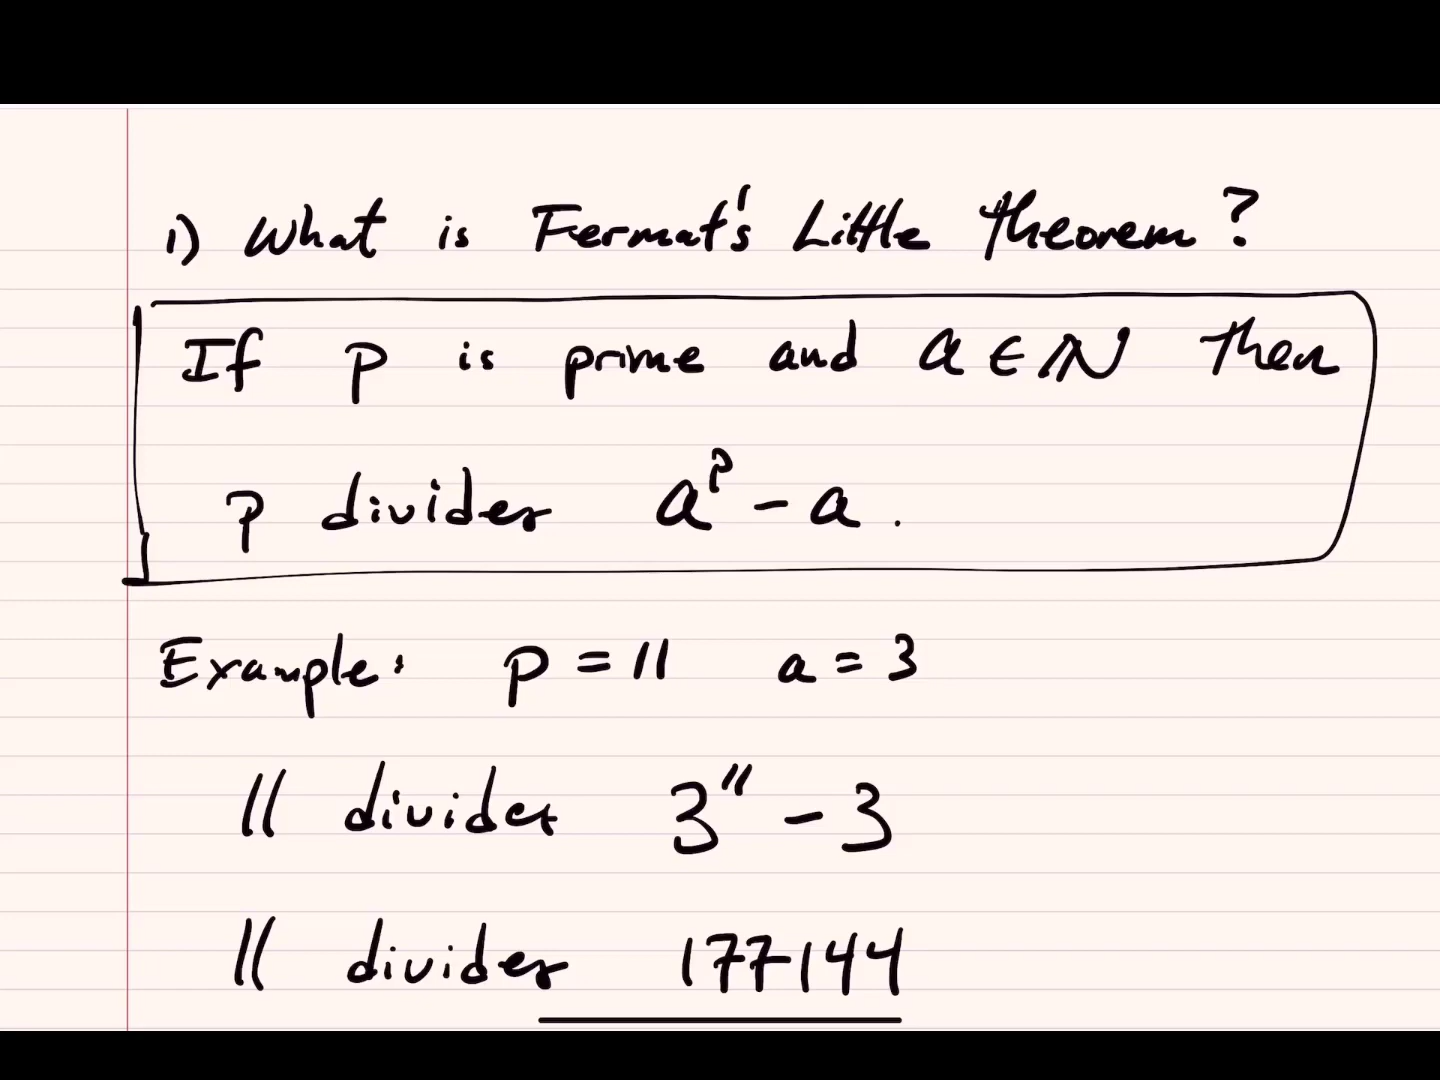 1) What is Fermat's Little Theorem?
If p is prime and a ∈ ℕ then
p divides a^p - a.
Example: p = 11 a = 3
11 divides 3^11 - 3
11 divides 177144